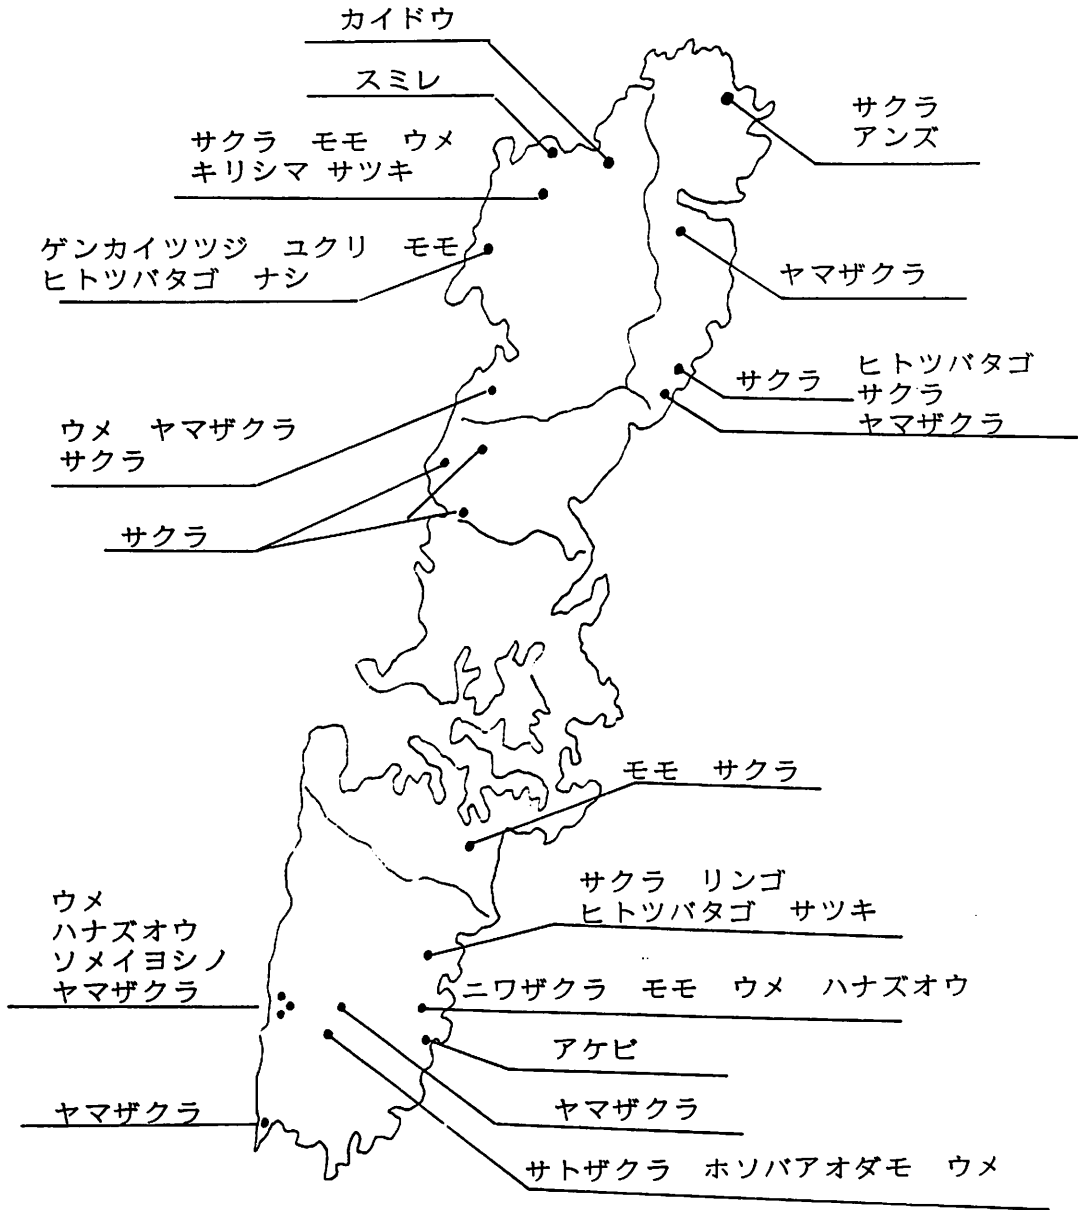 カイドウ
スミレ
サクラ モモ ウメ
キリシマ サツキ
サクラ
アンズ
ゲンカイツツジ ユクリ モモ
ヒトツバタゴ ナシ
ヤマザクラ
サクラ
ヒトツバタゴ
サクラ
ヤマザクラ
ウメ ヤマザクラ
サクラ
サクラ
モモ サクラ
サクラ リンゴ
ヒトツバタゴ サツキ
ウメ
ハナズオウ
ソメイヨシノ
ヤマザクラ
ニワザクラ モモ ウメ ハナズオウ
アケビ
ヤマザクラ
ヤマザクラ
サトザクラ ホソバアオダモ ウメ